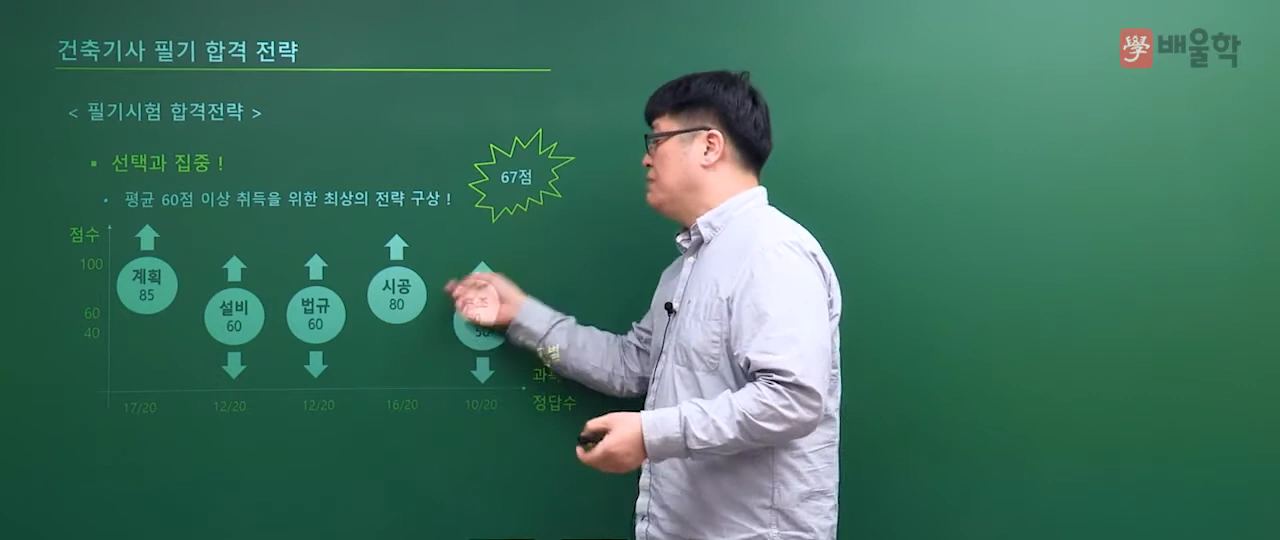 건축기사 필기 합격 전략
學 배울학
< 필기시험 합격전략 >
▪ 선택과 집중 !
• 평균 60점 이상 취득을 위한 최상의 전략 구상 !
67점
점수
100
60
40
계획
85
설비
60
법규
60
시공
80
50
17/20
12/20
12/20
16/20
10/20
정답수